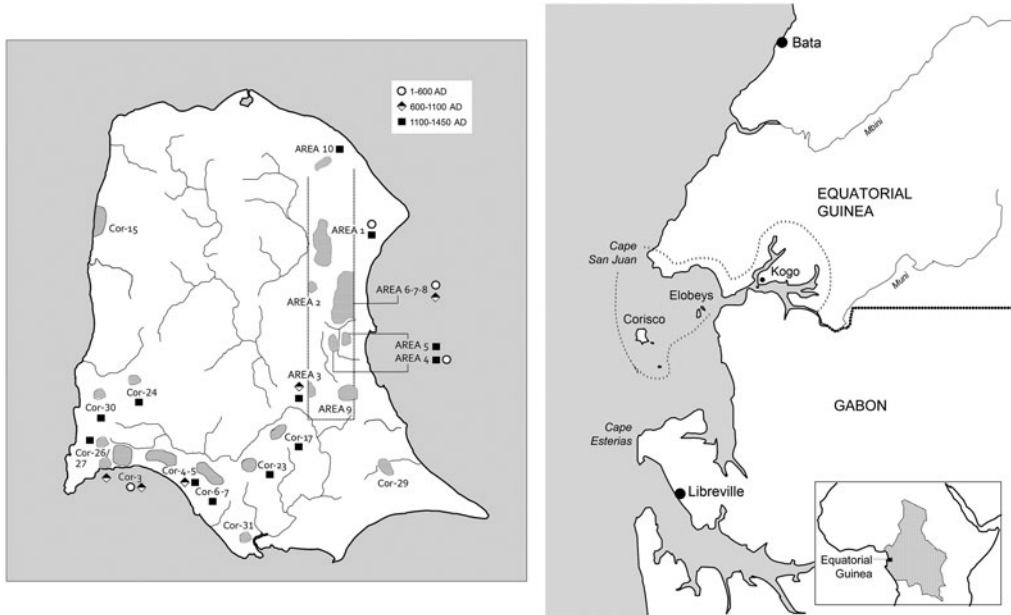 1-600 AD
600-1100 AD
1100-1450 AD
AREA 10
Cor-15
AREA 1
AREA 2
AREA 6-7-8
AREA 5
AREA 4
AREA 3
AREA 9
Cor-24
Cor-30
Cor-26/
27
Cor-3
Cor-4-5
Cor-6-7
Cor-17
Cor-23
Cor-29
Cor-31
Bata
Mbini
EQUATORIAL
GUINEA
Cape
San Juan
Kogo
Muni
Elobeys
Corisco
GABON
Cape
Esterias
Libreville
Equatorial
Guinea